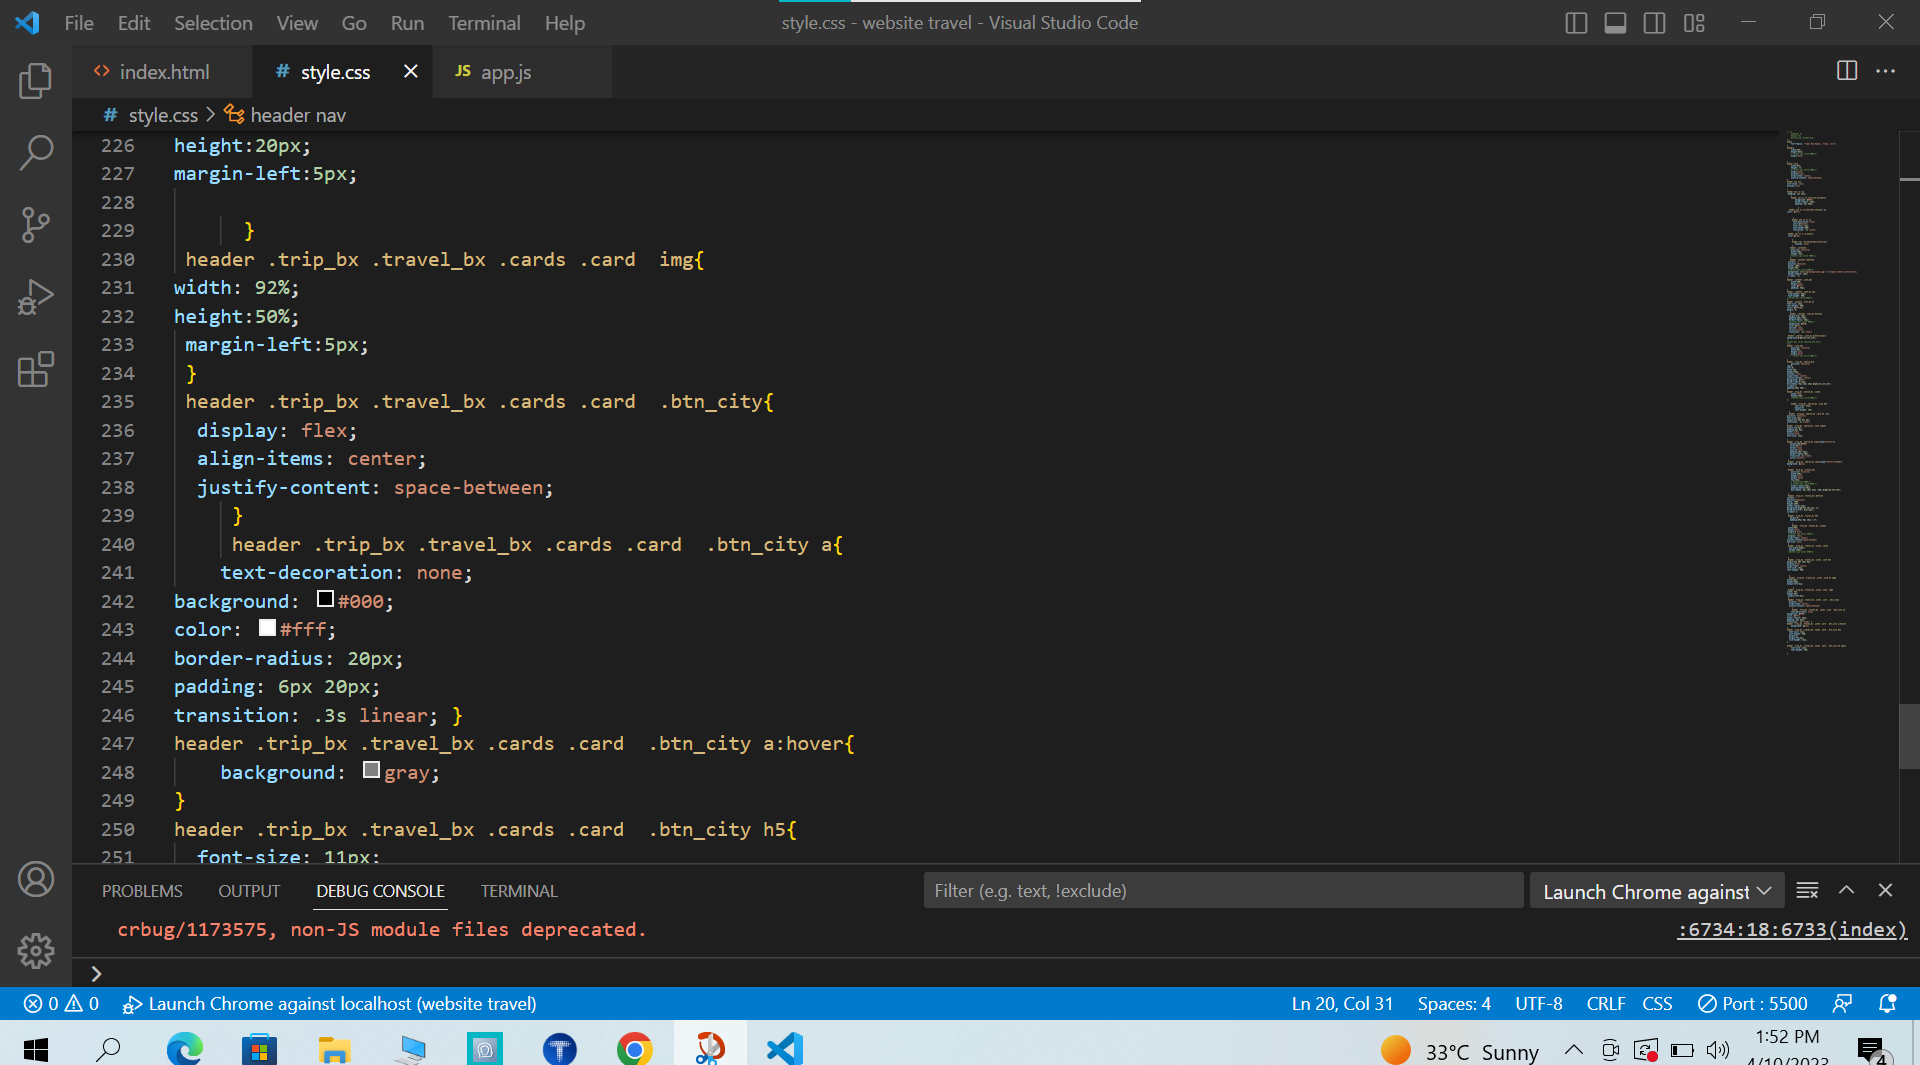 File Edit Selection View Go Run Terminal Help
style.css - website travel - Visual Studio Code
<> index.html
# style.css
JS app.js
# style.css > header nav
226 height:20px;
227 margin-left:5px;
228
229 }
230 header .trip_bx .travel_bx .cards .card  img{
231 width: 92%;
232 height:50%;
233 margin-left:5px;
234 }
235 header .trip_bx .travel_bx .cards .card  .btn_city{
236 display: flex;
237 align-items: center;
238 justify-content: space-between;
239 }
240 header .trip_bx .travel_bx .cards .card  .btn_city a{
241 text-decoration: none;
242 background: #000;
243 color: #fff;
244 border-radius: 20px;
245 padding: 6px 20px;
246 transition: .3s linear; }
247 header .trip_bx .travel_bx .cards .card  .btn_city a:hover{
248 background: gray;
249 }
250 header .trip_bx .travel_bx .cards .card  .btn_city h5{
251 font-size: 11px;
PROBLEMS OUTPUT DEBUG CONSOLE TERMINAL
Filter (e.g. text, !exclude)
Launch Chrome against
crbug/1173575, non-JS module files deprecated.
:6734:18:6733(index)
>
0 0 Launch Chrome against localhost (website travel)
Ln 20, Col 31 Spaces: 4 UTF-8 CRLF CSS Port : 5500
33°C Sunny
1:52 PM
4/10/2023
4